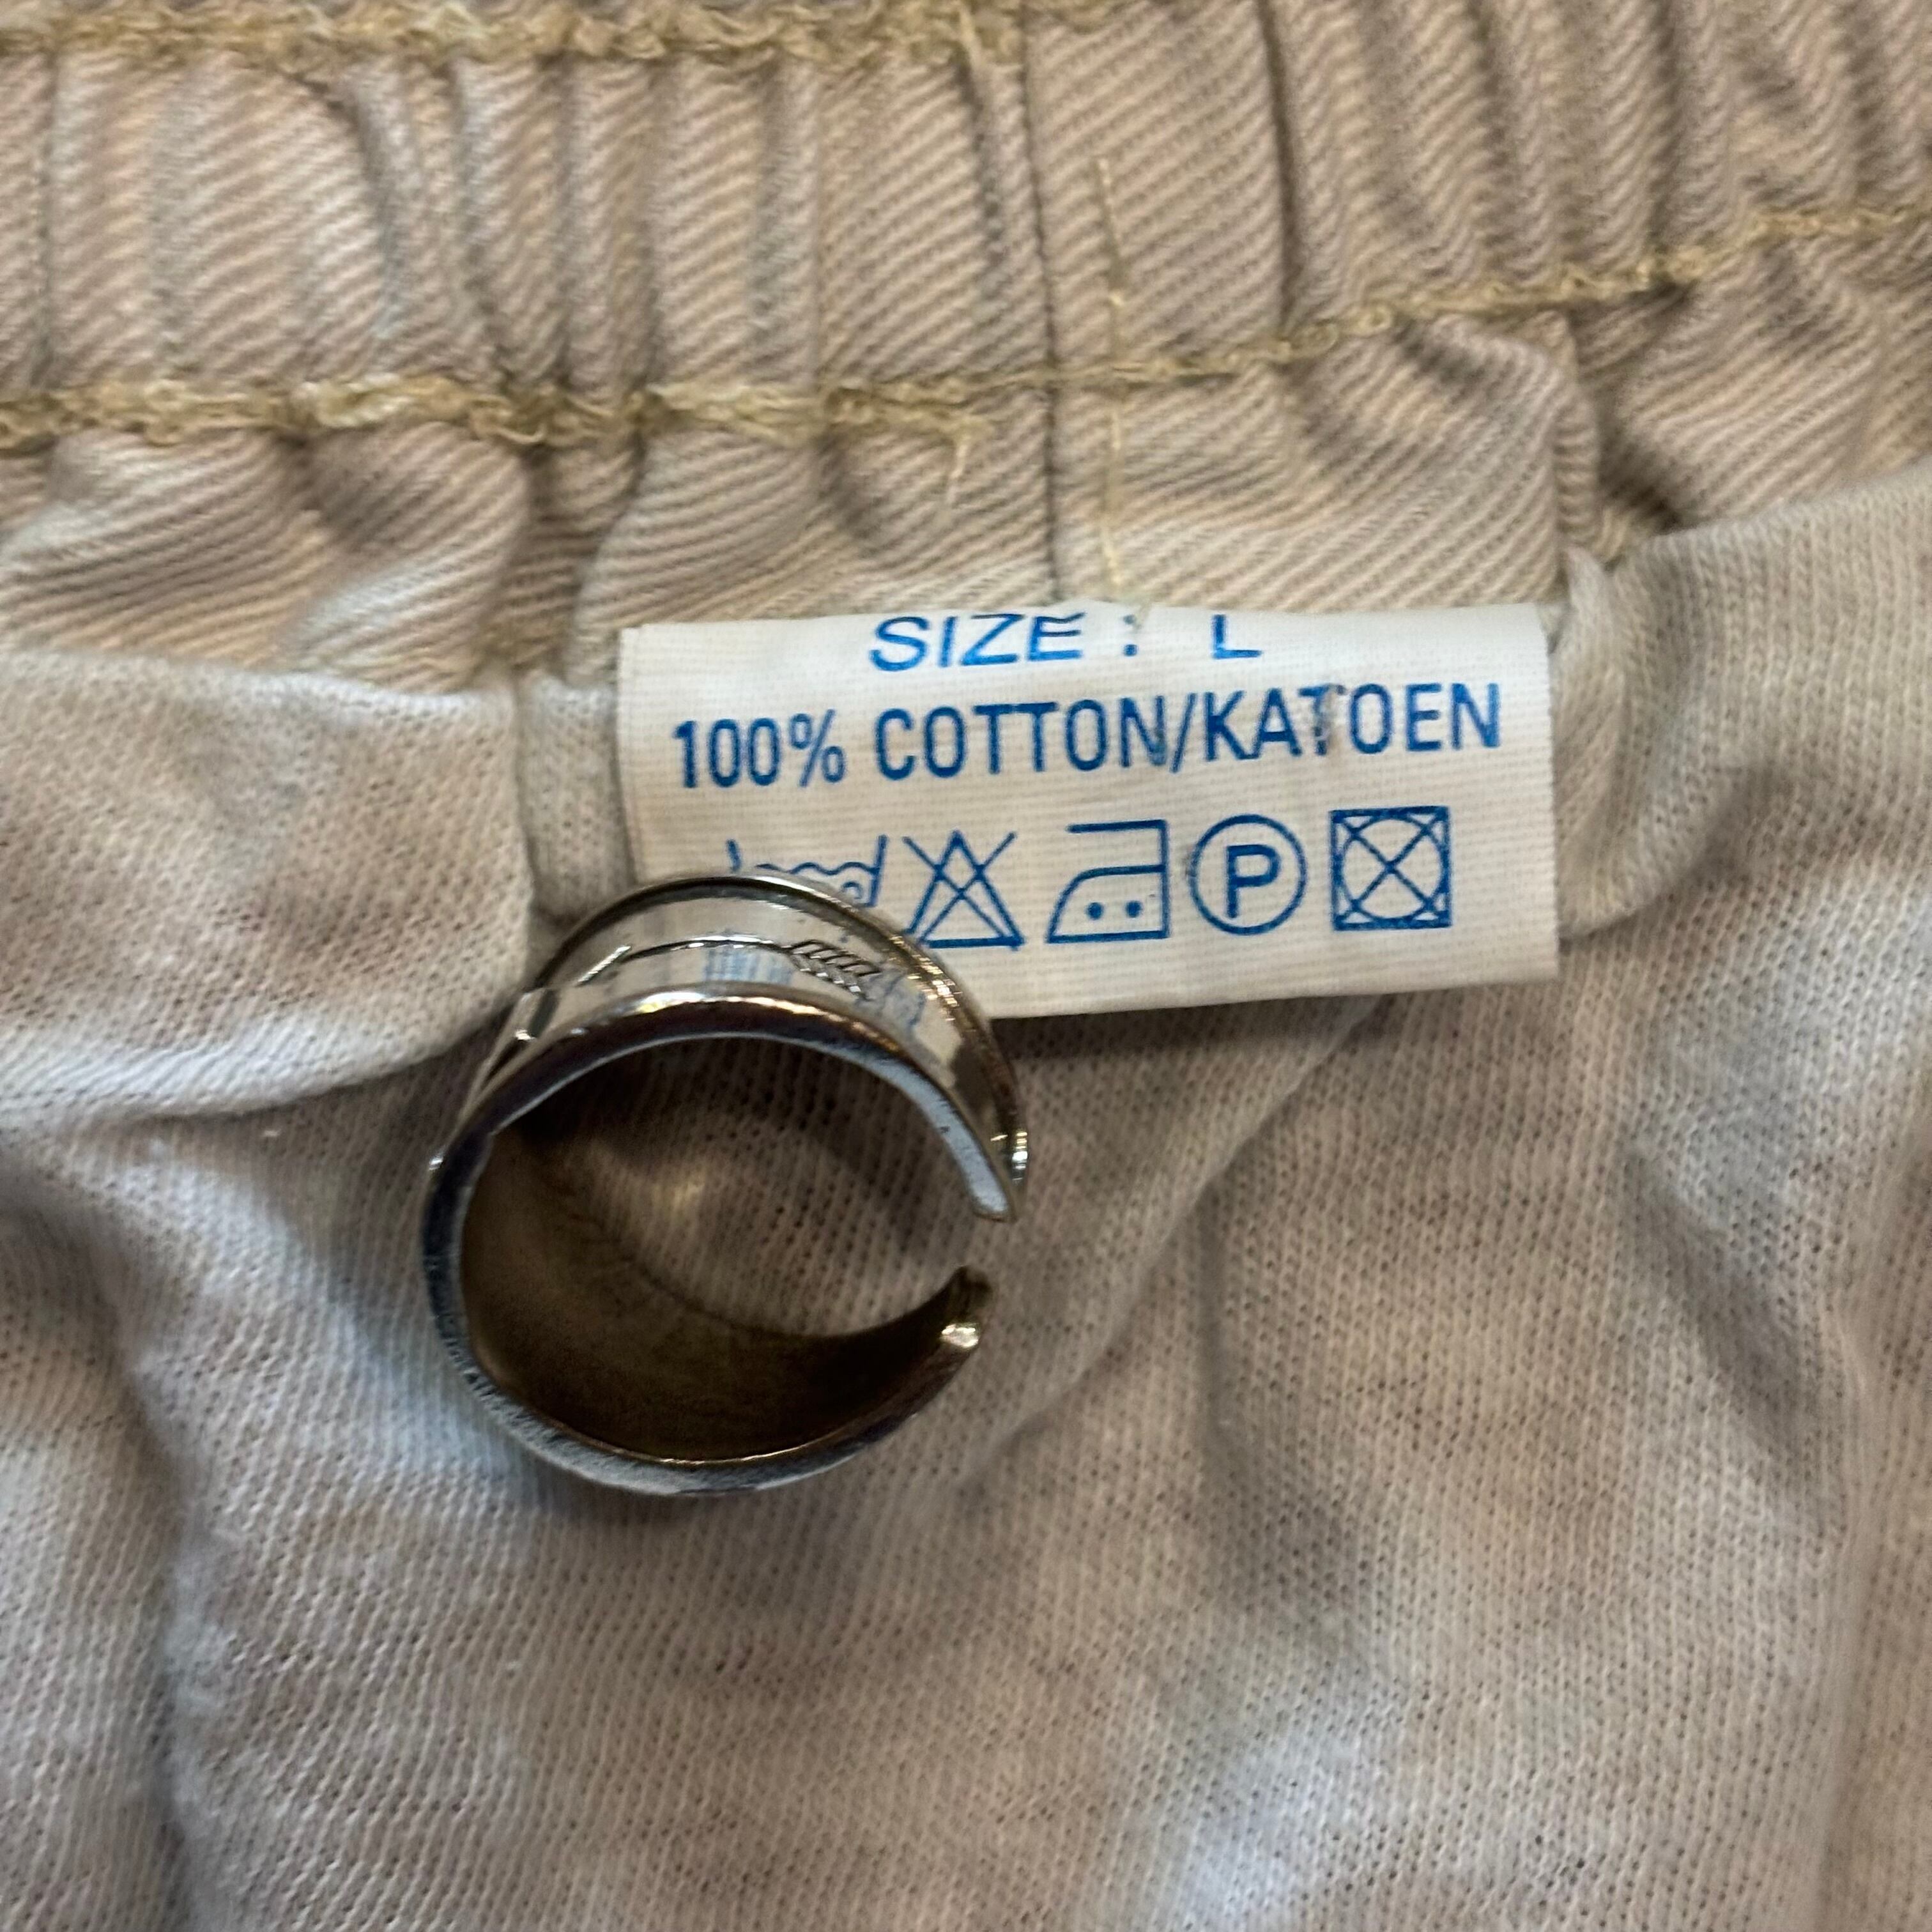 SIZE : L
100% COTTON/KATOEN
P